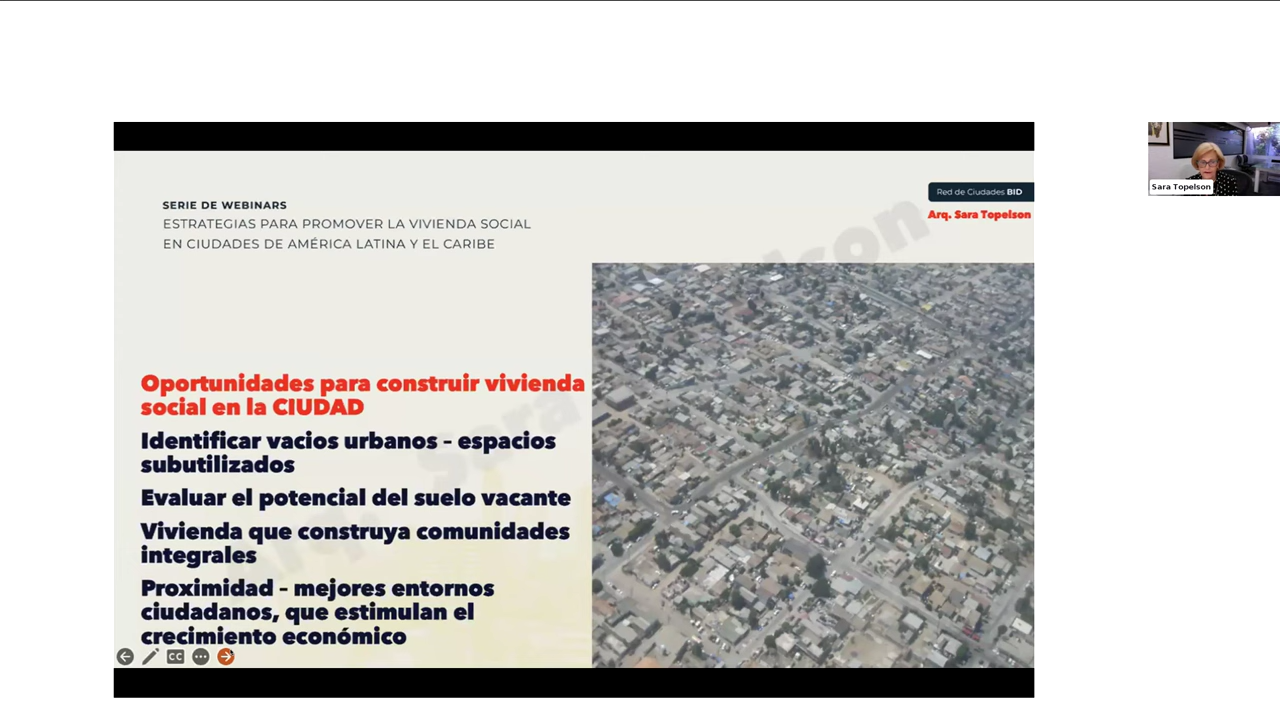 SERIE DE WEBINARS
ESTRATEGIAS PARA PROMOVER LA VIVIENDA SOCIAL
EN CIUDADES DE AMÉRICA LATINA Y EL CARIBE
Red de Ciudades BID
Arq. Sara Topelson
Oportunidades para construir vivienda
social en la CIUDAD
Identificar vacios urbanos – espacios
subutilizados
Evaluar el potencial del suelo vacante
Vivienda que construya comunidades
integrales
Proximidad – mejores entornos
ciudadanos, que estimulan el
crecimiento económico
CC
Sara Topelson
Arq. Sara